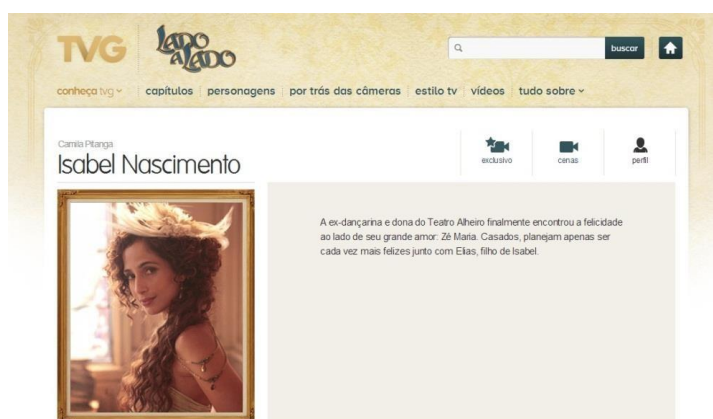 TVG
LADO A LADO
buscar
conheça tvg capítulos personagens por trás das câmeras estilo tv vídeos tudo sobre
Camila Pitanga
Isabel Nascimento
exclusivo cenas perfil
A ex-dançarina e dona do Teatro Alheiro finalmente encontrou a felicidade
ao lado de seu grande amor: Zé Maria. Casados, planejam apenas ser
cada vez mais felizes junto com Elias, filho de Isabel.